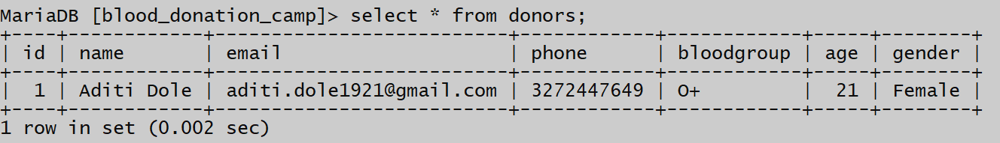 MariaDB [blood_donation_camp]> select * from donors;
+----+------------+--------------------------+------------+------------+-----+--------+
| id | name       | email                    | phone      | bloodgroup | age | gender |
+----+------------+--------------------------+------------+------------+-----+--------+
|  1 | Aditi Dole | aditi.dole1921@gmail.com | 3272447649 | O+         |  21 | Female |
+----+------------+--------------------------+------------+------------+-----+--------+
1 row in set (0.002 sec)